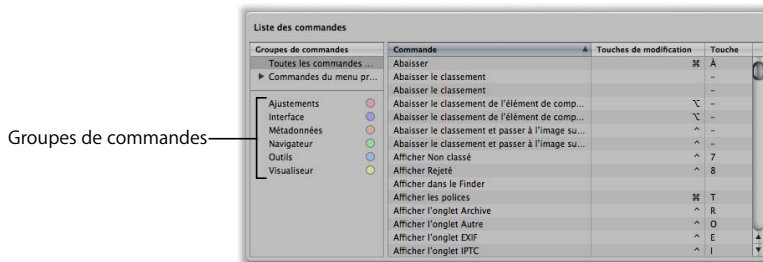 Liste des commandes
Groupes de commandes Commande Touches de modification Touche
Toutes les commandes ... Abaisser ⌘ À
Commandes du menu pr... Abaisser le classement -
Abaisser le classement -
Ajustements Abaisser le classement de l'élément de comp... ⌥ -
Interface Abaisser le classement de l'élément de comp... ⌥ -
Métadonnées Abaisser le classement et passer à l'image su... ^ -
Navigateur Abaisser le classement et passer à l'image su... ^ -
Groupes de commandes
Outils Afficher Non classé ^ 7
Visualiseur Afficher Rejeté ^ 8
Afficher dans le Finder
Afficher les polices ⌘ T
Afficher l'onglet Archive ^ R
Afficher l'onglet Autre ^ O
Afficher l'onglet EXIF ^ E
Afficher l'onglet IPTC ^ I